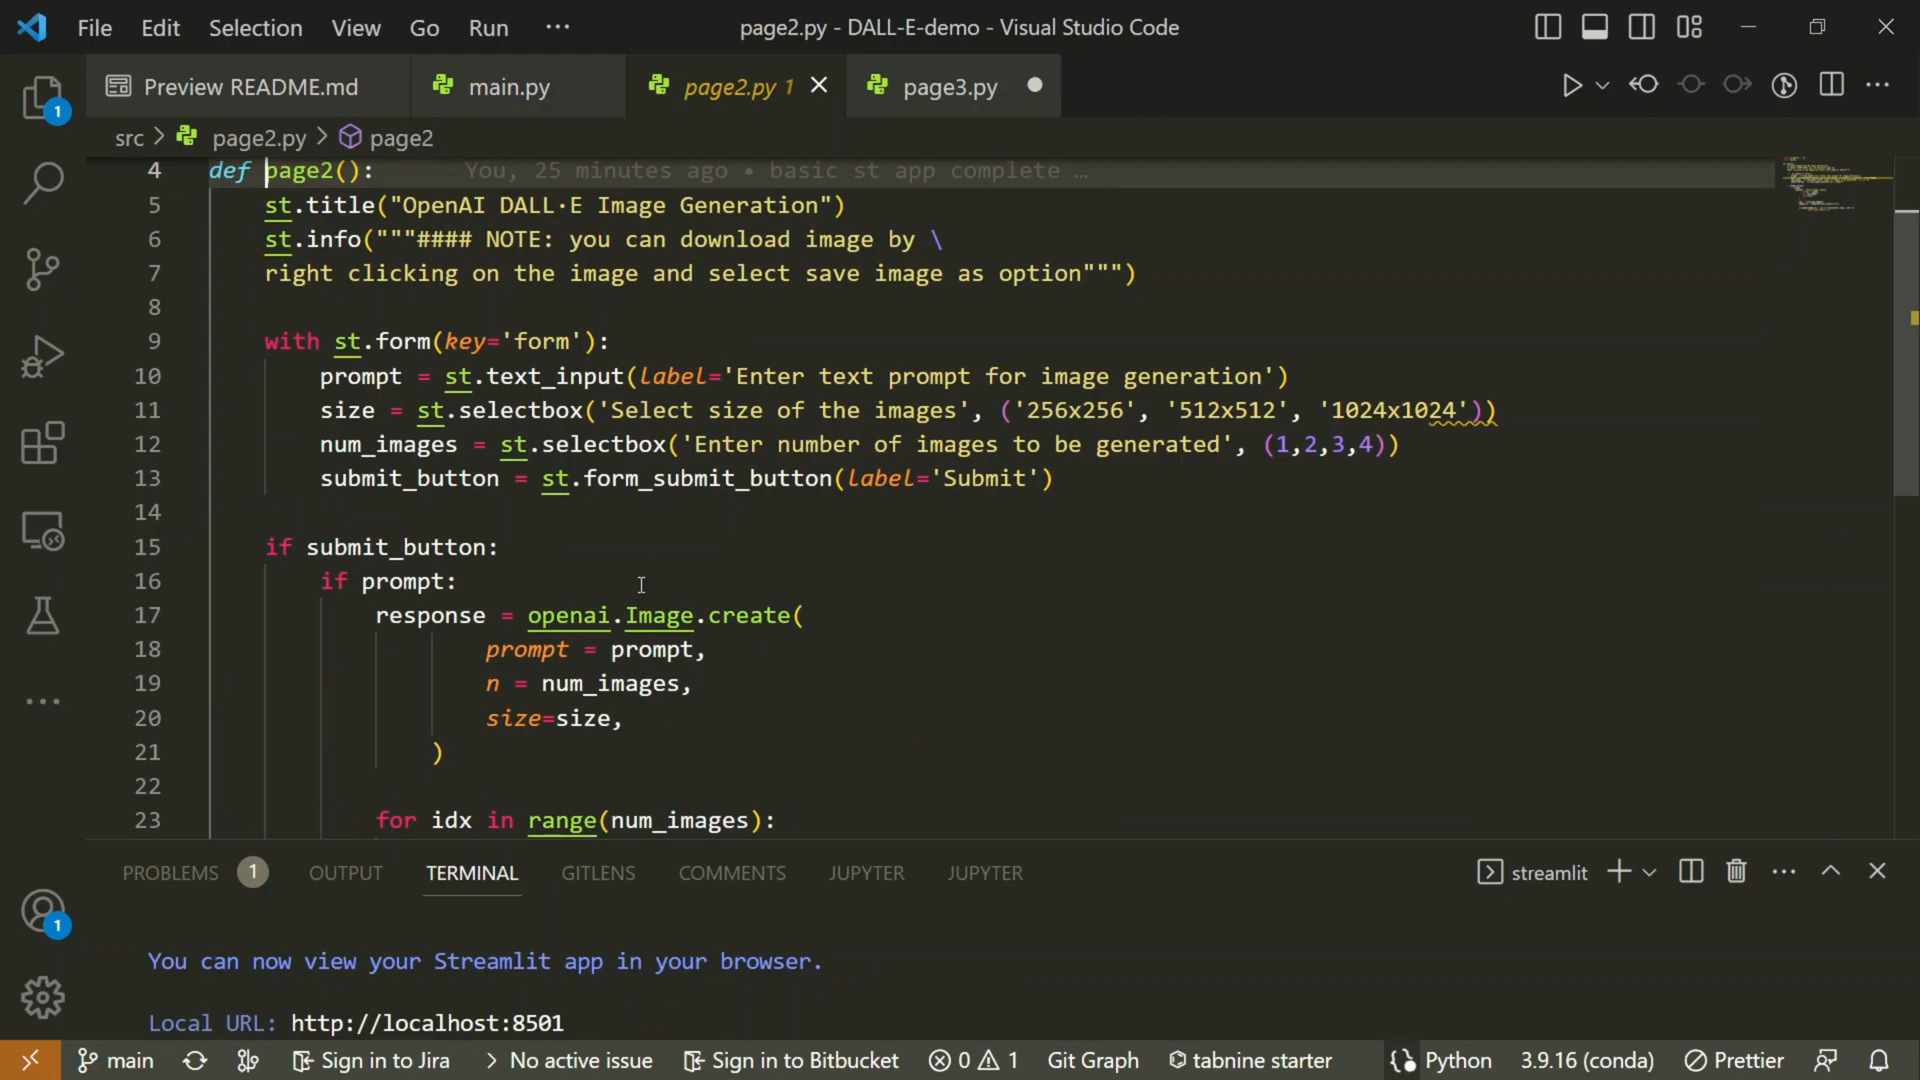 File Edit Selection View Go Run ··· page2.py - DALL-E-demo - Visual Studio Code
Preview README.md main.py page2.py 1 page3.py
src > page2.py > page2
4 def page2(): You, 25 minutes ago • basic st app complete …
5 st.title("OpenAI DALL·E Image Generation")
6 st.info("""#### NOTE: you can download image by \
7 right clicking on the image and select save image as option""")
8
9 with st.form(key='form'):
10 prompt = st.text_input(label='Enter text prompt for image generation')
11 size = st.selectbox('Select size of the images', ('256x256', '512x512', '1024x1024'))
12 num_images = st.selectbox('Enter number of images to be generated', (1,2,3,4))
13 submit_button = st.form_submit_button(label='Submit')
14
15 if submit_button:
16 if prompt:
17 response = openai.Image.create(
18 prompt = prompt,
19 n = num_images,
20 size=size,
21 )
22
23 for idx in range(num_images):
PROBLEMS 1 OUTPUT TERMINAL GITLENS COMMENTS JUPYTER JUPYTER streamlit
You can now view your Streamlit app in your browser.
Local URL: http://localhost:8501
main Sign in to Jira > No active issue Sign in to Bitbucket 0 1 Git Graph tabnine starter Python 3.9.16 (conda) Prettier
1
1